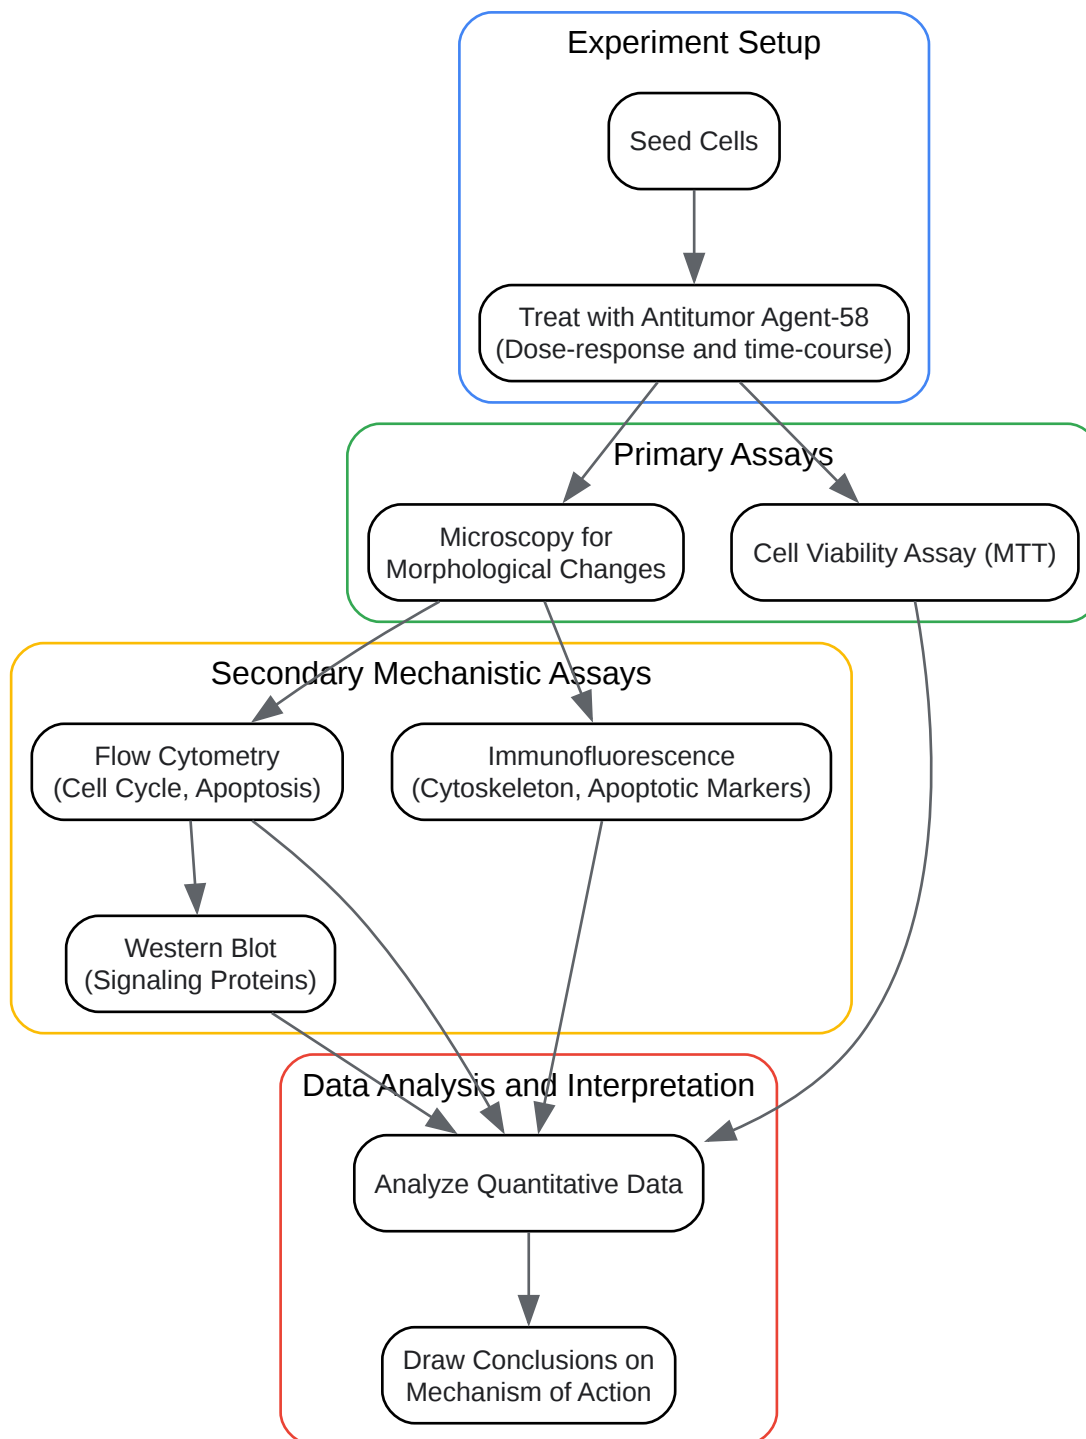 Experiment Setup
Seed Cells
Treat with Antitumor Agent-58
(Dose-response and time-course)
Primary Assays
Microscopy for
Morphological Changes
Cell Viability Assay (MTT)
Secondary Mechanistic Assays
Flow Cytometry
(Cell Cycle, Apoptosis)
Immunofluorescence
(Cytoskeleton, Apoptotic Markers)
Western Blot
(Signaling Proteins)
Data Analysis and Interpretation
Analyze Quantitative Data
Draw Conclusions on
Mechanism of Action